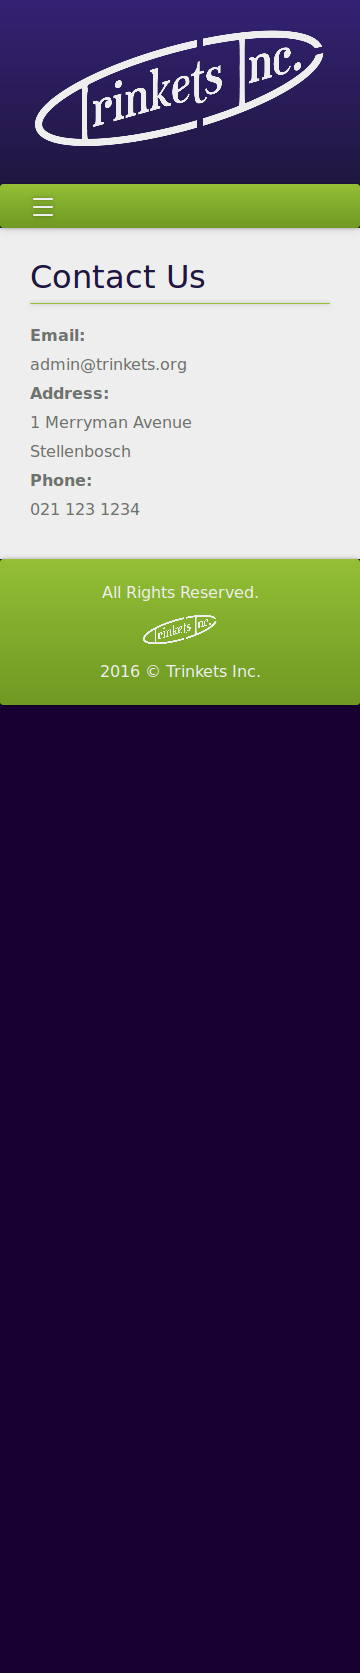 Trinkets Inc.
Contact Us
Email:
admin@trinkets.org
Address:
1 Merryman Avenue
Stellenbosch
Phone:
021 123 1234
All Rights Reserved.
Trinkets Inc.
2016 © Trinkets Inc.